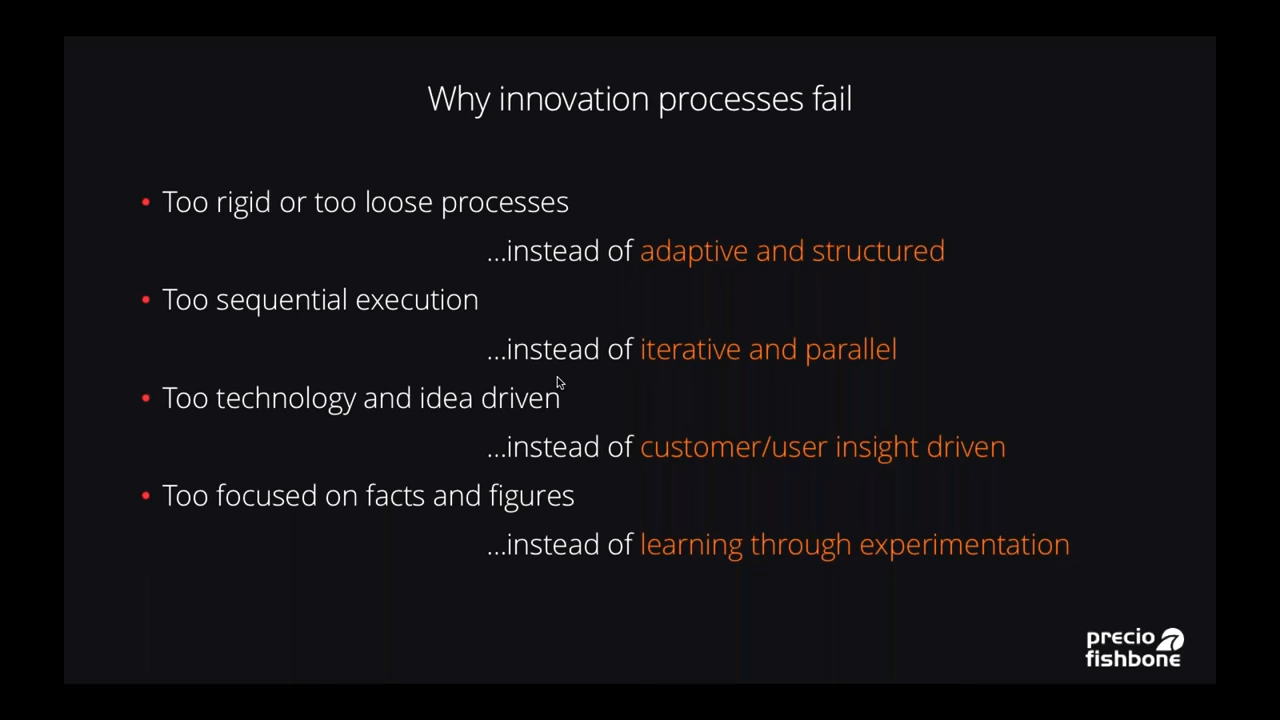 Why innovation processes fail
• Too rigid or too loose processes
...instead of adaptive and structured
• Too sequential execution
...instead of iterative and parallel
• Too technology and idea driven
...instead of customer/user insight driven
• Too focused on facts and figures
...instead of learning through experimentation
precio
fishbone